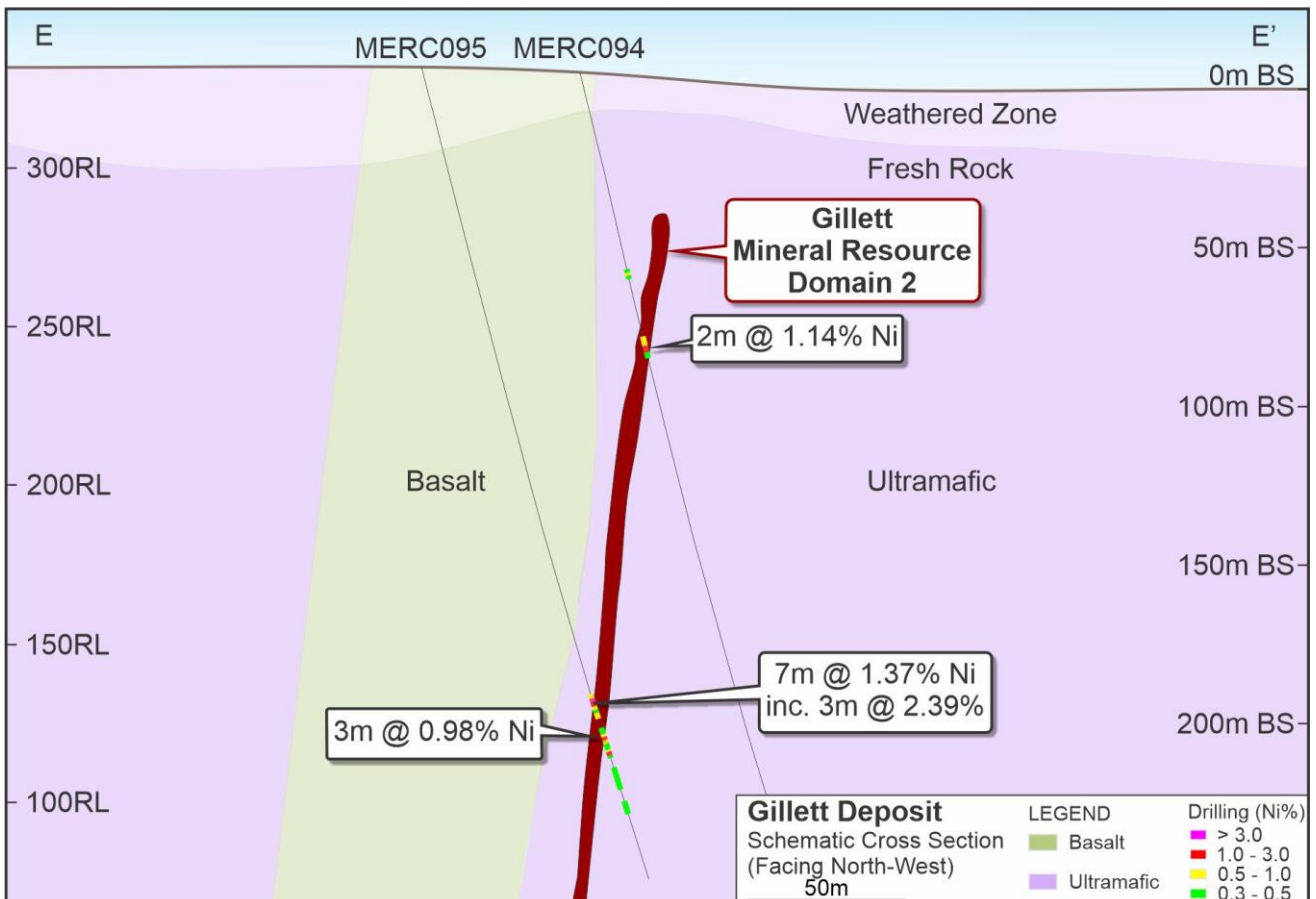 E
MERC095
MERC094
E'
0m BS
Weathered Zone
300RL
Fresh Rock
Gillett
Mineral Resource
Domain 2
50m BS
250RL
2m @ 1.14% Ni
100m BS
Basalt
200RL
Ultramafic
150m BS
150RL
7m @ 1.37% Ni
inc. 3m @ 2.39%
3m @ 0.98% Ni
200m BS
100RL
Gillett Deposit
Schematic Cross Section
(Facing North-West)
50m
LEGEND
Basalt
Ultramafic
Drilling (Ni%)
> 3.0
1.0 - 3.0
0.5 - 1.0
0.3 - 0.5